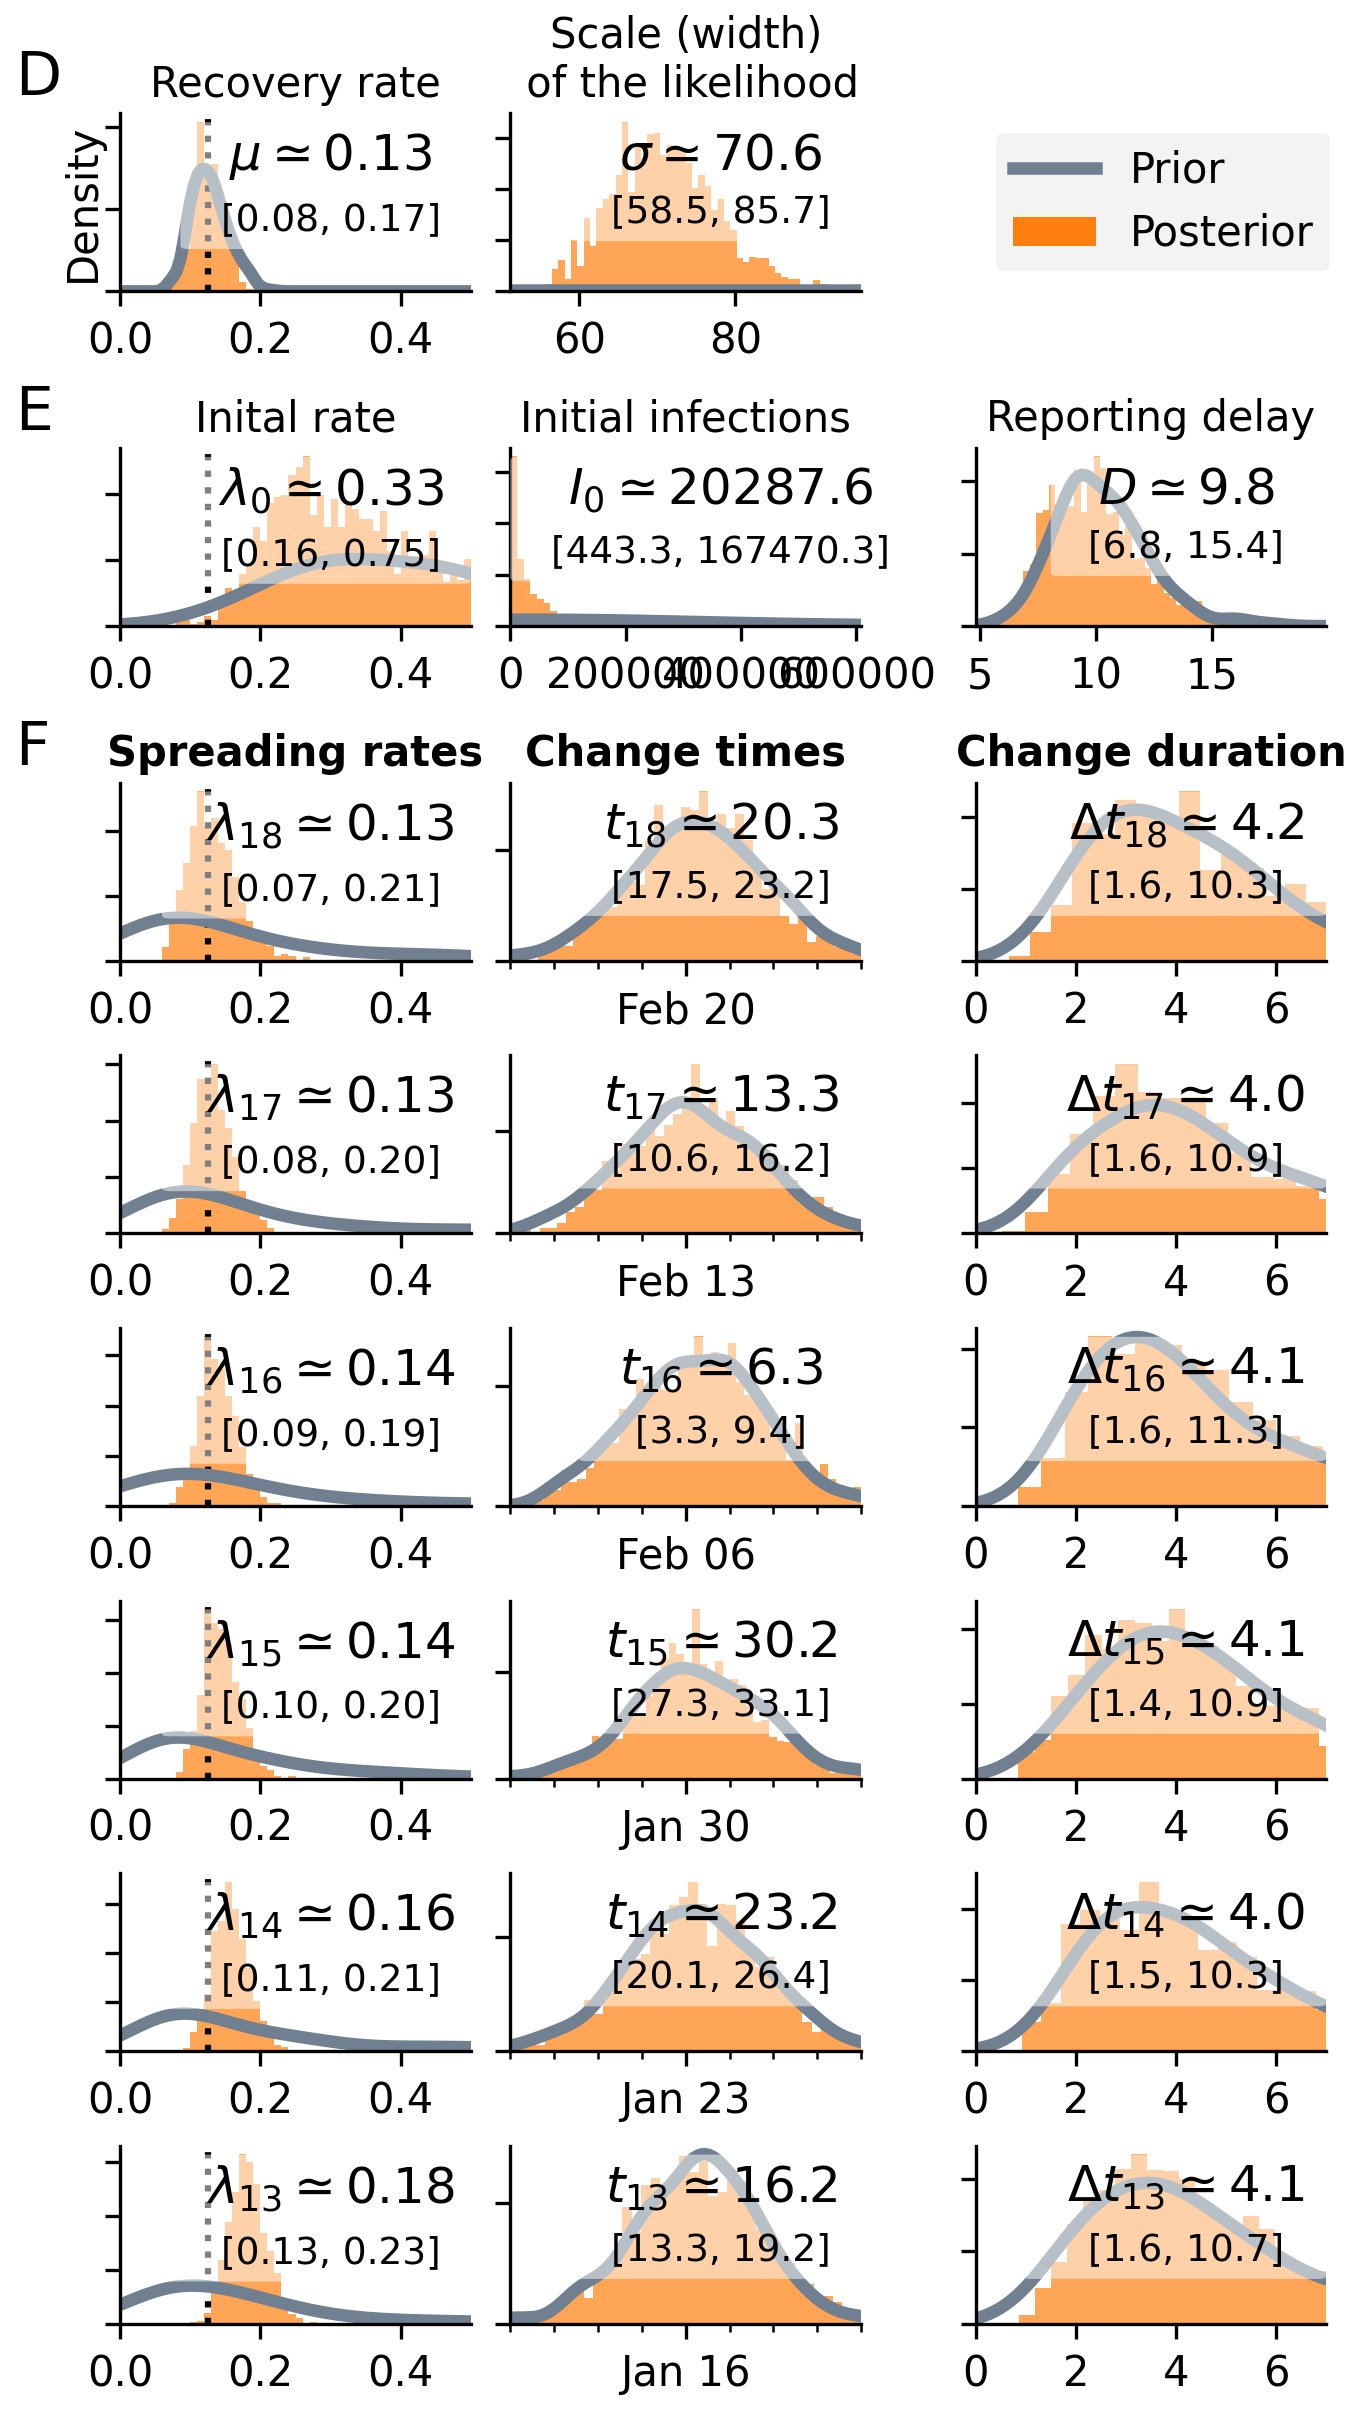 D
Recovery rate
Scale (width)
of the likelihood
Density
μ ≃ 0.13
[0.08, 0.17]
σ ≃ 70.6
[58.5, 85.7]
Prior
Posterior
0.0 0.2 0.4
60 80
E
Inital rate
Initial infections
Reporting delay
λ₀ ≃ 0.33
[0.16, 0.75]
I₀ ≃ 20287.6
[443.3, 167470.3]
D ≃ 9.8
[6.8, 15.4]
0.0 0.2 0.4
0 200000 400000 600000
5 10 15
F
Spreading rates
Change times
Change duration
λ₁₈ ≃ 0.13
[0.07, 0.21]
t₁₈ ≃ 20.3
[17.5, 23.2]
Δt₁₈ ≃ 4.2
[1.6, 10.3]
0.0 0.2 0.4
Feb 20
0 2 4 6
λ₁₇ ≃ 0.13
[0.08, 0.20]
t₁₇ ≃ 13.3
[10.6, 16.2]
Δt₁₇ ≃ 4.0
[1.6, 10.9]
0.0 0.2 0.4
Feb 13
0 2 4 6
λ₁₆ ≃ 0.14
[0.09, 0.19]
t₁₆ ≃ 6.3
[3.3, 9.4]
Δt₁₆ ≃ 4.1
[1.6, 11.3]
0.0 0.2 0.4
Feb 06
0 2 4 6
λ₁₅ ≃ 0.14
[0.10, 0.20]
t₁₅ ≃ 30.2
[27.3, 33.1]
Δt₁₅ ≃ 4.1
[1.4, 10.9]
0.0 0.2 0.4
Jan 30
0 2 4 6
λ₁₄ ≃ 0.16
[0.11, 0.21]
t₁₄ ≃ 23.2
[20.1, 26.4]
Δt₁₄ ≃ 4.0
[1.5, 10.3]
0.0 0.2 0.4
Jan 23
0 2 4 6
λ₁₃ ≃ 0.18
[0.13, 0.23]
t₁₃ ≃ 16.2
[13.3, 19.2]
Δt₁₃ ≃ 4.1
[1.6, 10.7]
0.0 0.2 0.4
Jan 16
0 2 4 6